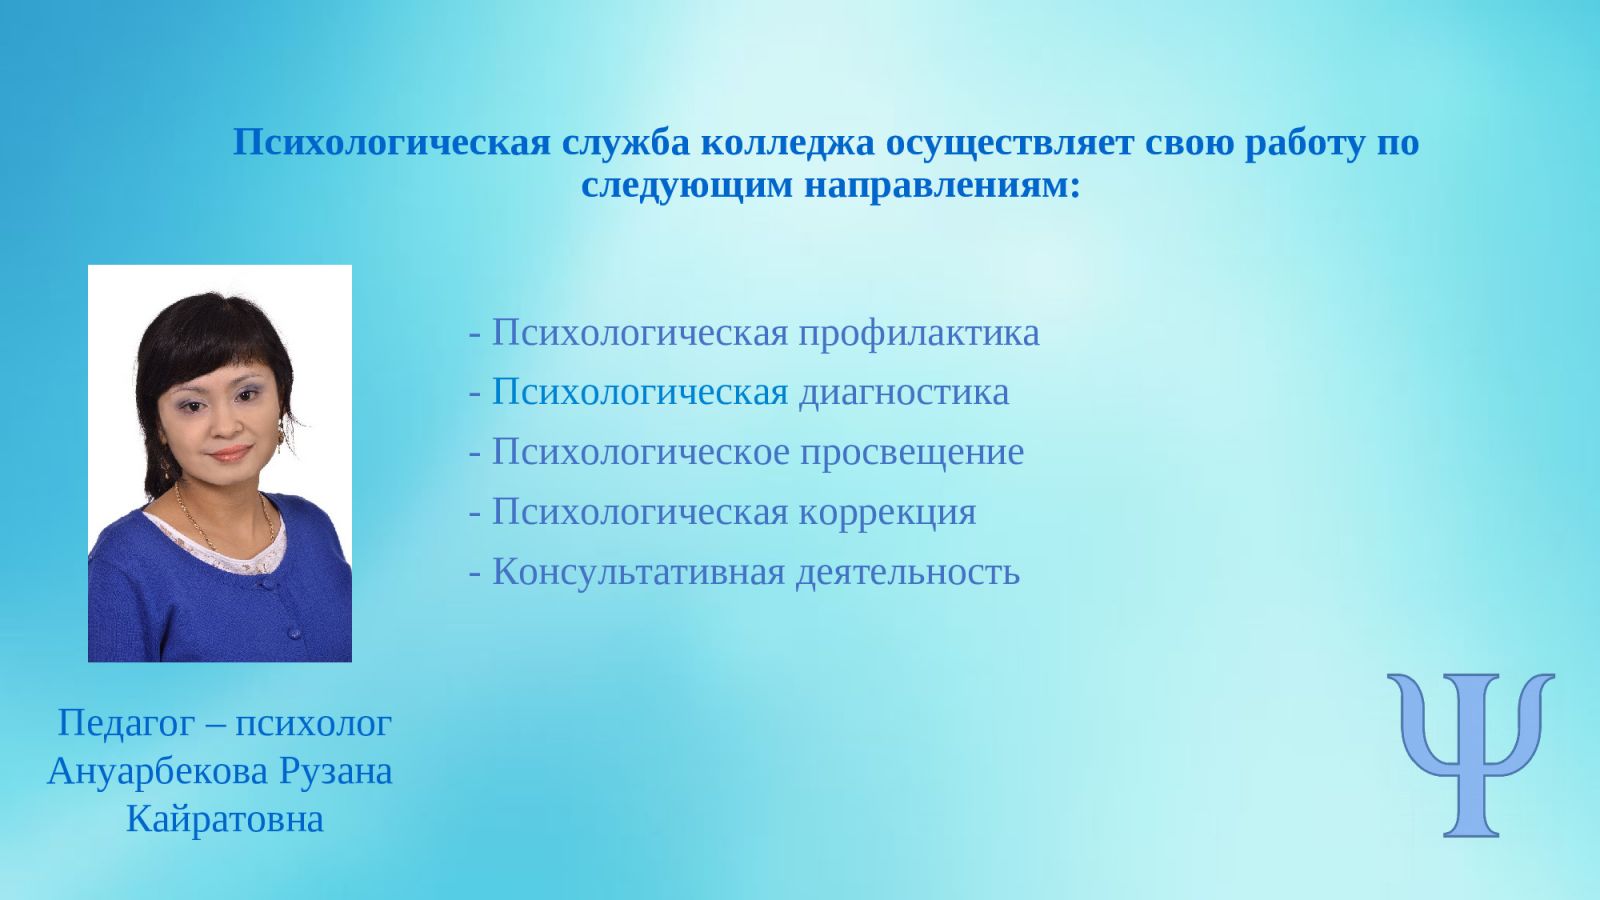 Психологическая служба колледжа осуществляет свою работу по
следующим направлениям:
- Психологическая профилактика
- Психологическая диагностика
- Психологическое просвещение
- Психологическая коррекция
- Консультативная деятельность
Педагог – психолог
Ануарбекова Рузана
Кайратовна
Ψ